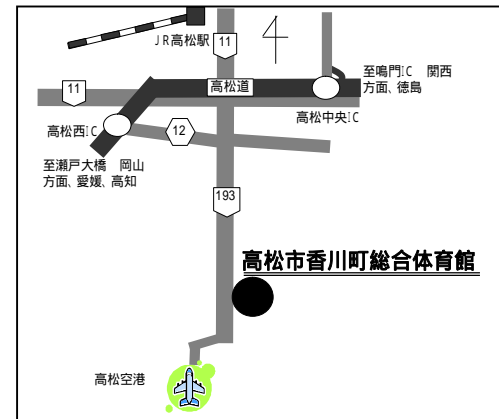 JR高松駅
11
至鳴門IC 関西
方面、徳島
11
高松道
高松中央IC
高松西IC
12
至瀬戸大橋 岡山
方面、愛媛、高知
193
高松市香川町総合体育館
高松空港